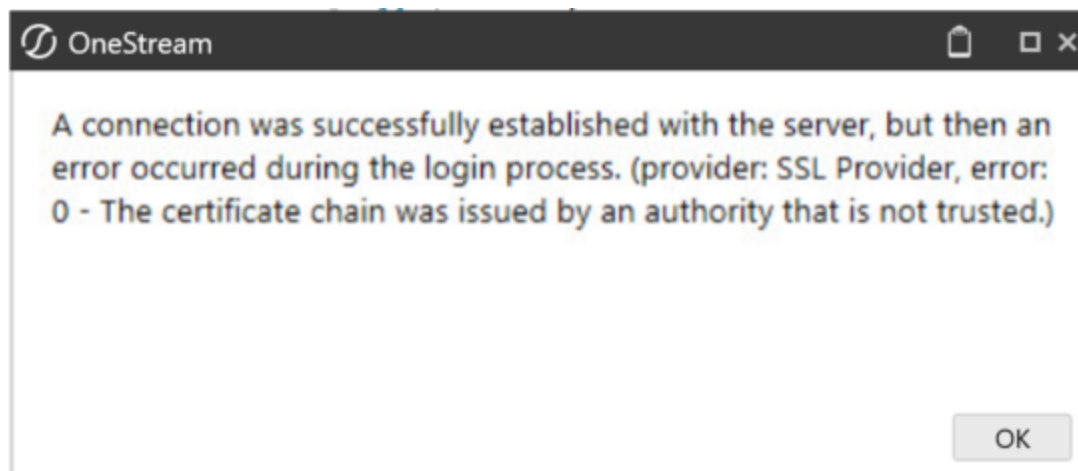 OneStream
A connection was successfully established with the server, but then an
error occurred during the login process. (provider: SSL Provider, error:
0 - The certificate chain was issued by an authority that is not trusted.)
OK